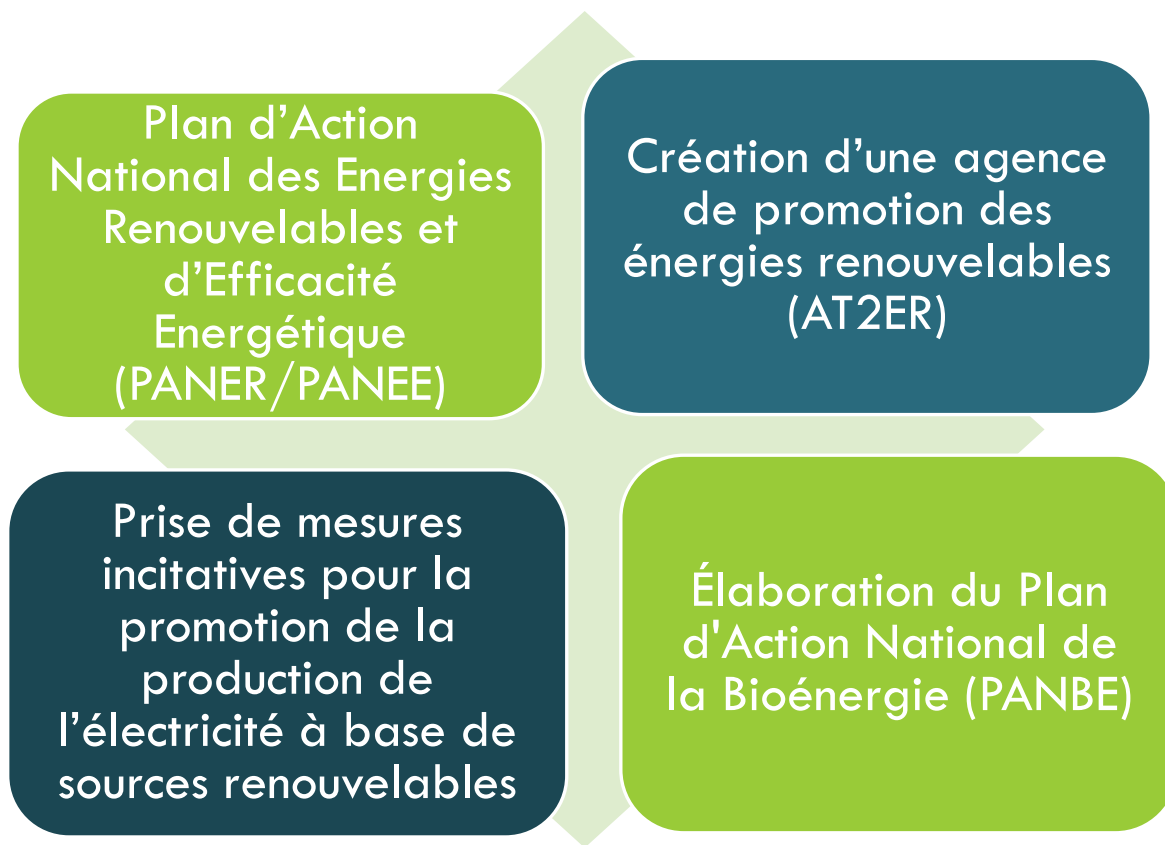 Plan d’Action
National des Energies
Renouvelables et
d’Efficacité
Energétique
(PANER/PANEE)
Création d’une agence
de promotion des
énergies renouvelables
(AT2ER)
Prise de mesures
incitatives pour la
promotion de la
production de
l’électricité à base de
sources renouvelables
Élaboration du Plan
d'Action National de
la Bioénergie (PANBE)